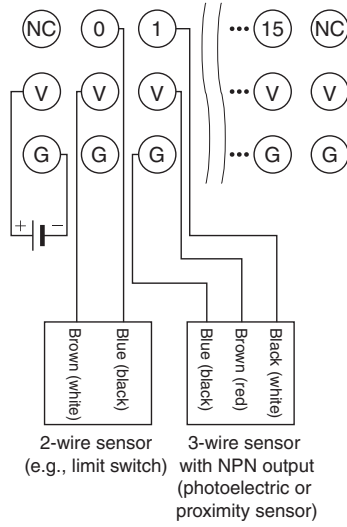 NC 0 1 ••• 15 NC
V V V ••• V V
G G G ••• G G
+ −
Brown (white)
Blue (black)
Blue (black)
Brown (red)
Black (white)
2-wire sensor
(e.g., limit switch)
3-wire sensor
with NPN output
(photoelectric or
proximity sensor)